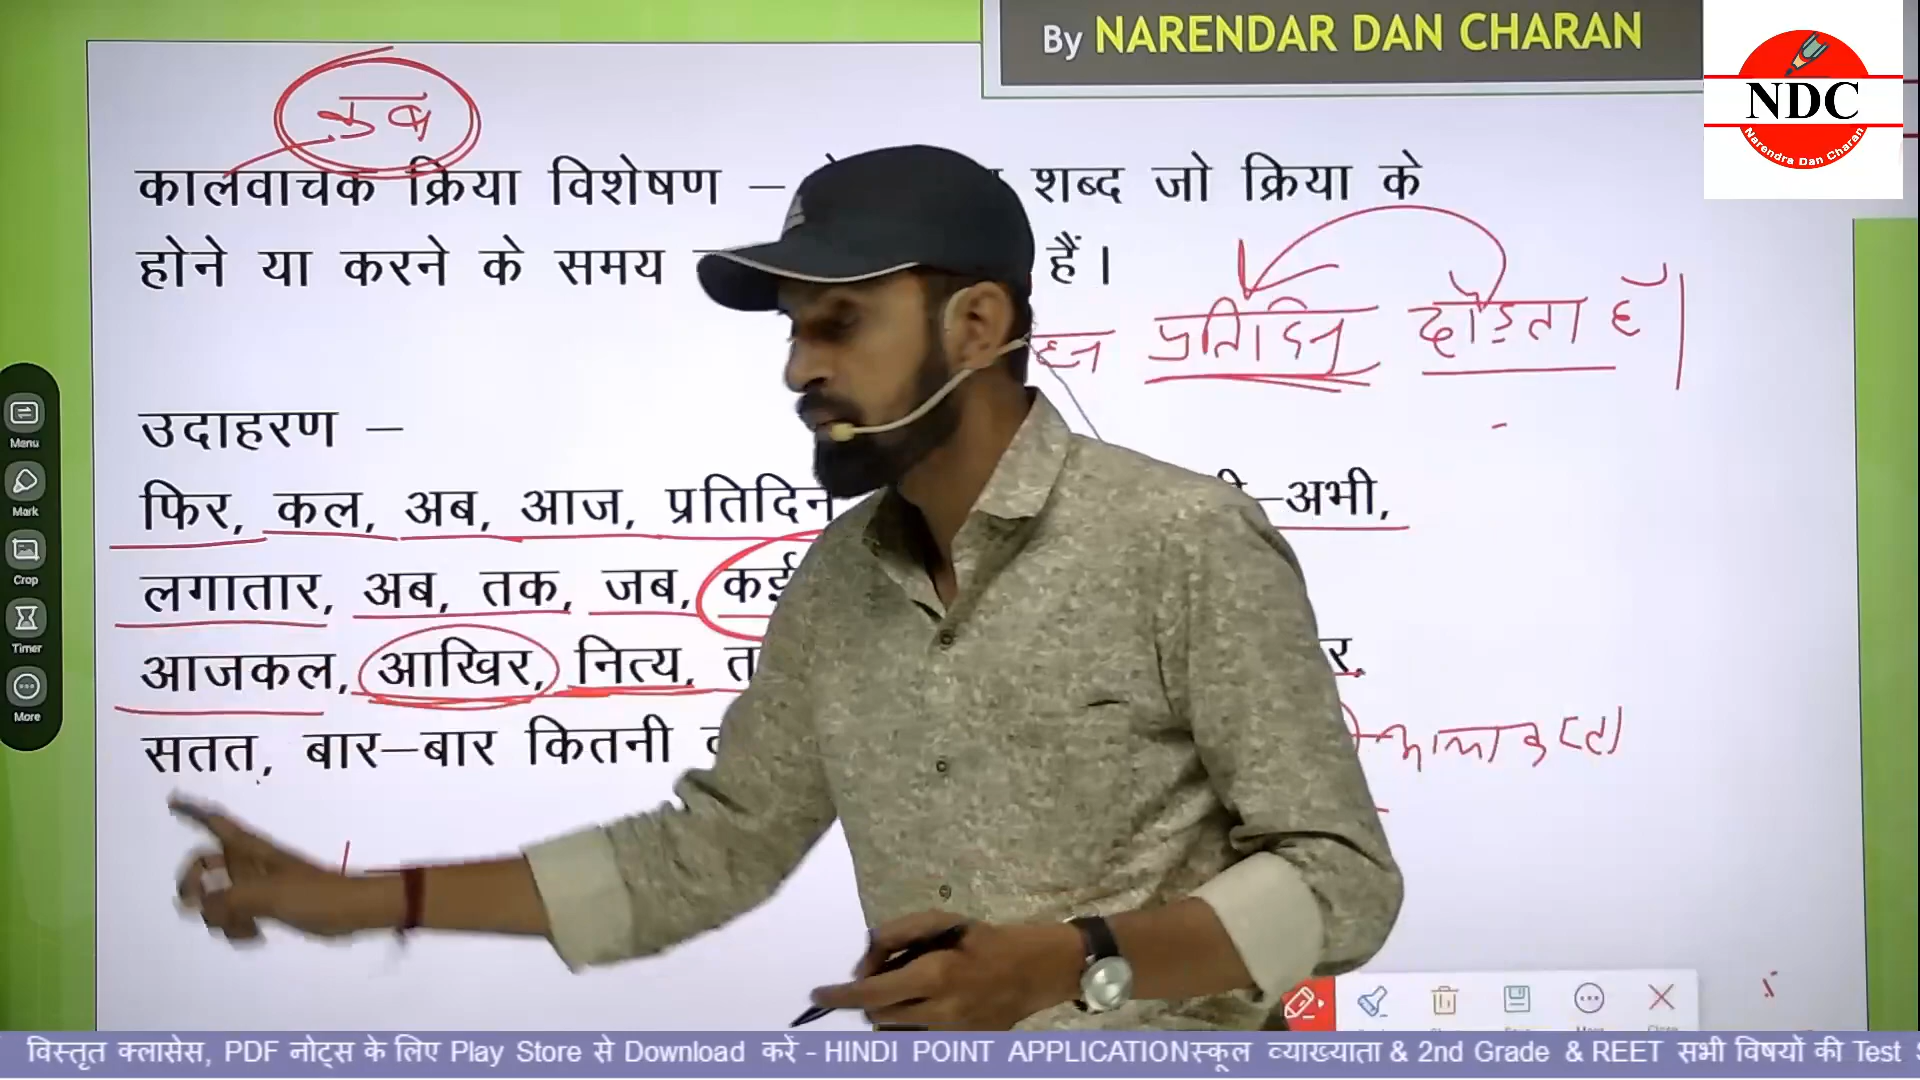 By NARENDAR DAN CHARAN
NDC
Narendra Dan Charan
कब
कालवाचक क्रिया विशेषण – शब्द जो क्रिया के
होने या करने के समय हैं।
प्रतिदिन दौड़ता है।
उदाहरण –
फिर, कल, अब, आज, प्रतिदिन –अभी,
लगातार, अब, तक, जब, कई
आजकल, आखिर, नित्य,
सतत, बार–बार कितनी
Menu
Mark
Crop
Timer
More
विस्तृत क्लासेस, PDF नोट्स के लिए Play Store से Download करें - HINDI POINT APPLICATIONस्कूल व्याख्याता & 2nd Grade & REET सभी विषयों की Test